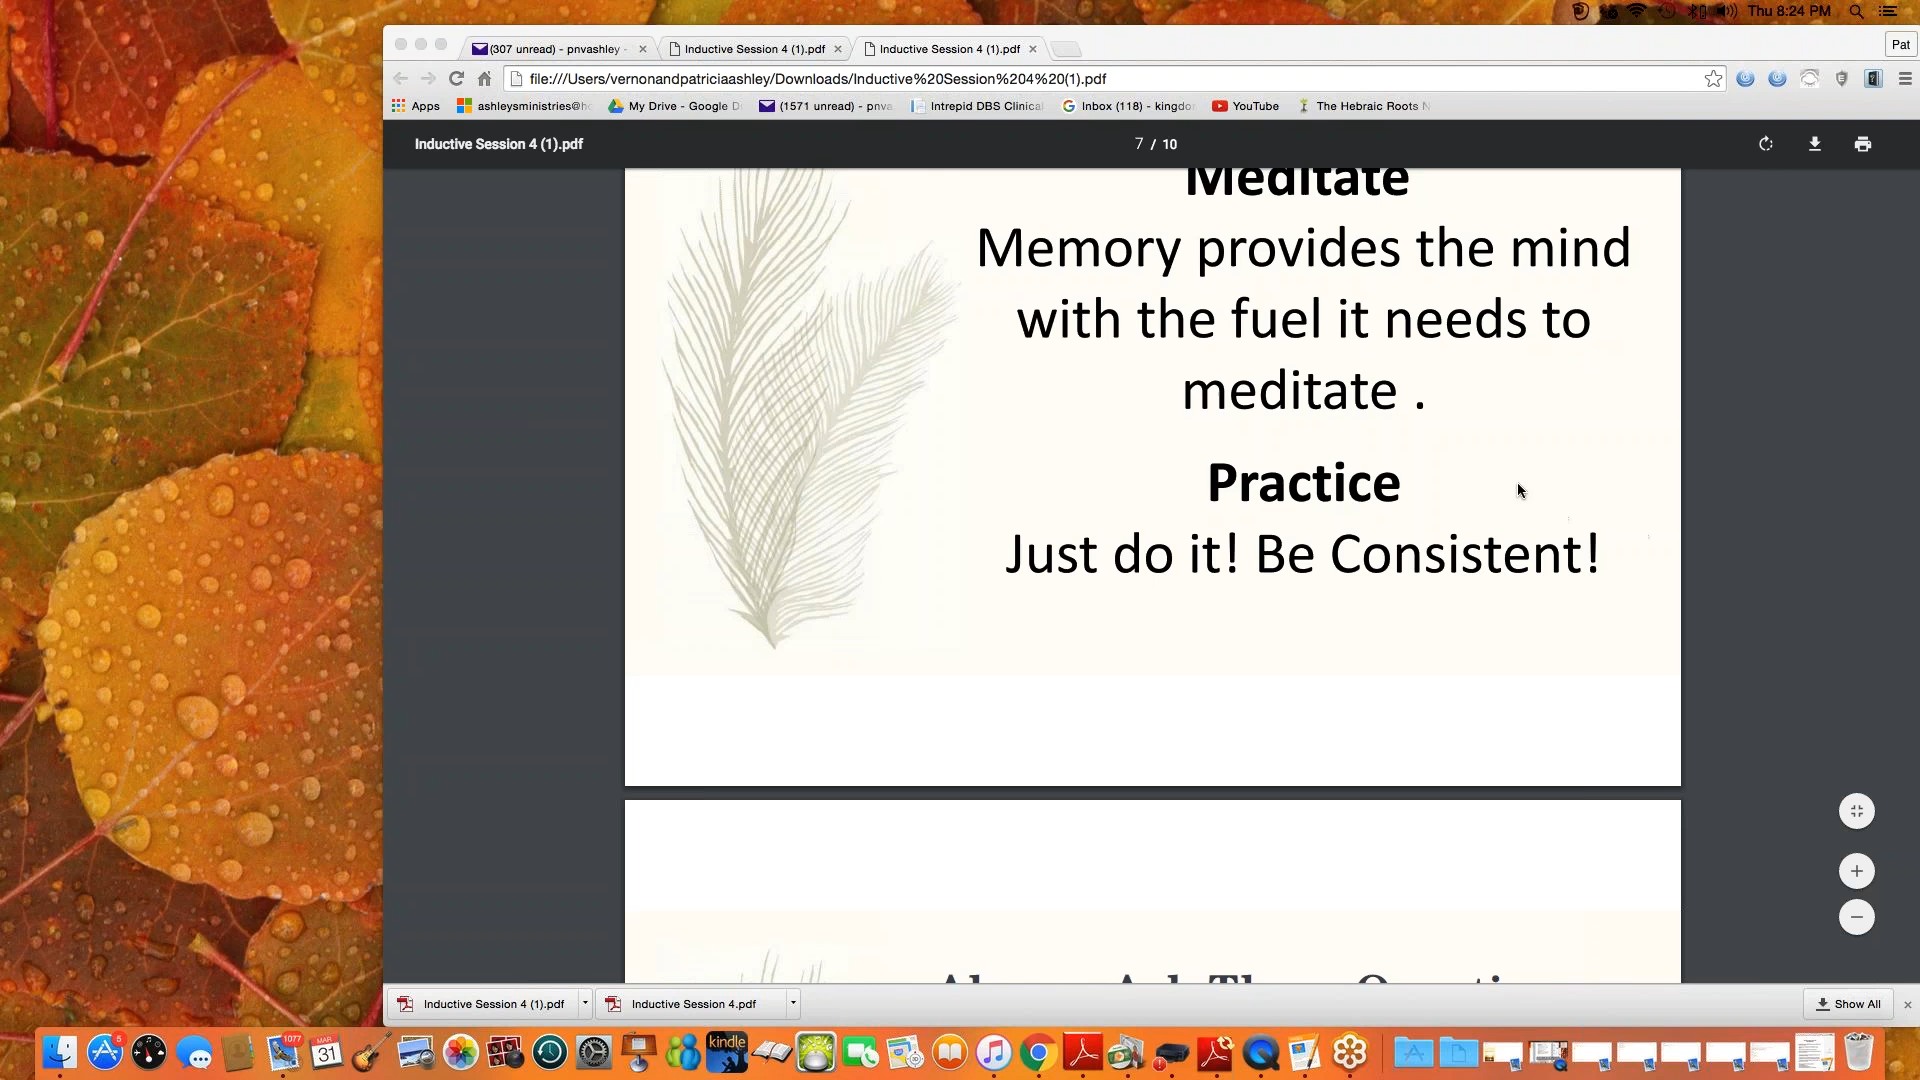 Thu 8:24 PM
(307 unread) - pnvashley -
Inductive Session 4 (1).pdf
Inductive Session 4 (1).pdf
Pat
file:///Users/vernonandpatriciaashley/Downloads/Inductive%20Session%204%20(1).pdf
Apps
ashleysministries@h
My Drive - Google D
(1571 unread) - pnva
Intrepid DBS Clinical
Inbox (118) - kingdo
YouTube
The Hebraic Roots N
Inductive Session 4 (1).pdf
7 / 10
Meditate
Memory provides the mind
with the fuel it needs to
meditate .
Practice
Just do it! Be Consistent!
Inductive Session 4 (1).pdf
Inductive Session 4.pdf
Show All
5
1077
MAR
31
kindle